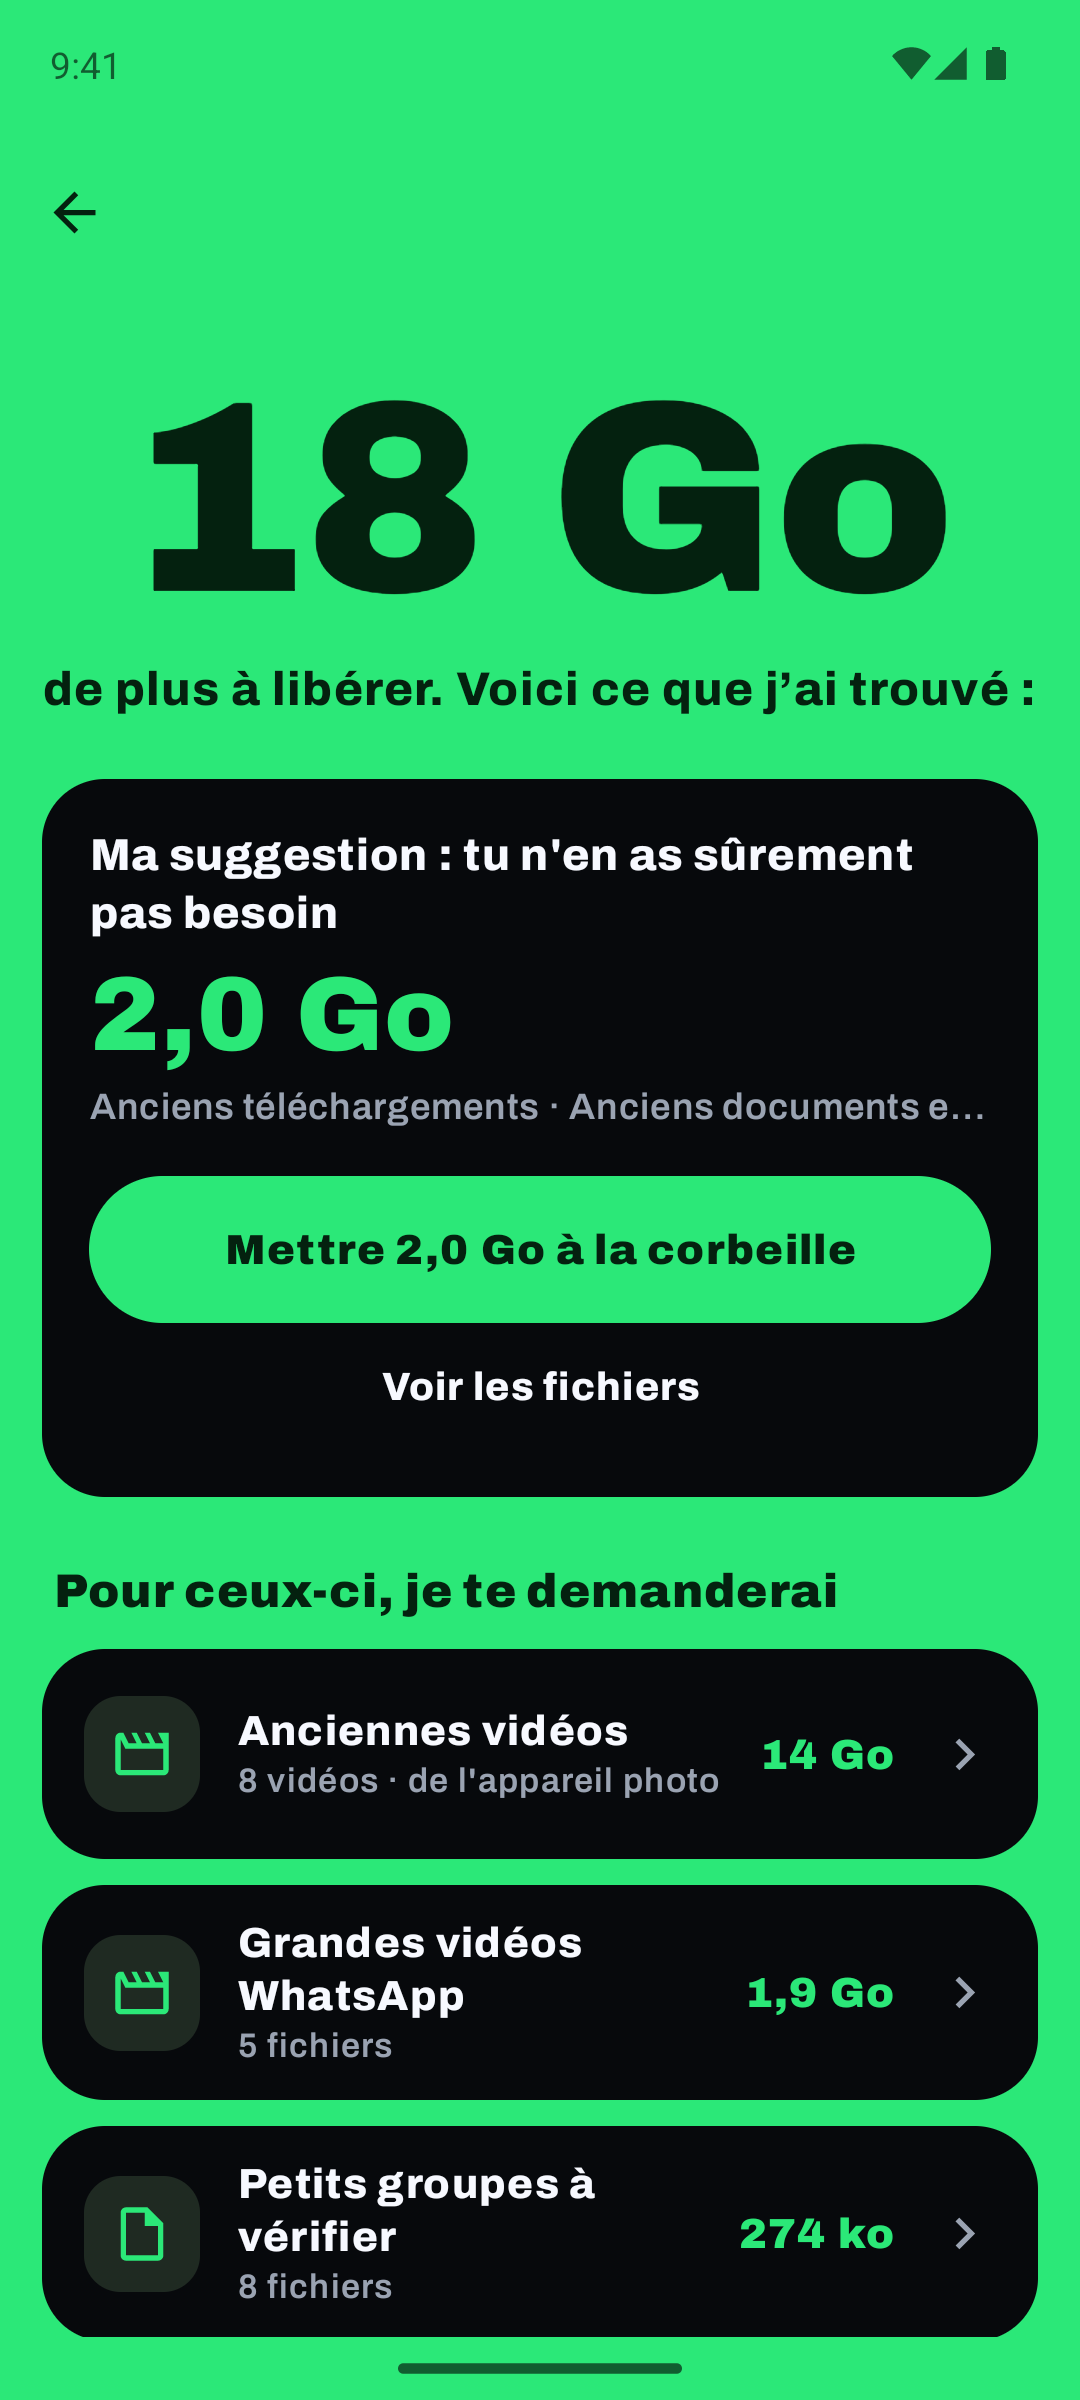 9:41
18 Go
de plus à libérer. Voici ce que j’ai trouvé :
Ma suggestion : tu n'en as sûrement
pas besoin
2,0 Go
Anciens téléchargements · Anciens documents e…
Mettre 2,0 Go à la corbeille
Voir les fichiers
Pour ceux-ci, je te demanderai
Anciennes vidéos
8 vidéos · de l'appareil photo
14 Go
Grandes vidéos
WhatsApp
5 fichiers
1,9 Go
Petits groupes à
vérifier
8 fichiers
274 ko